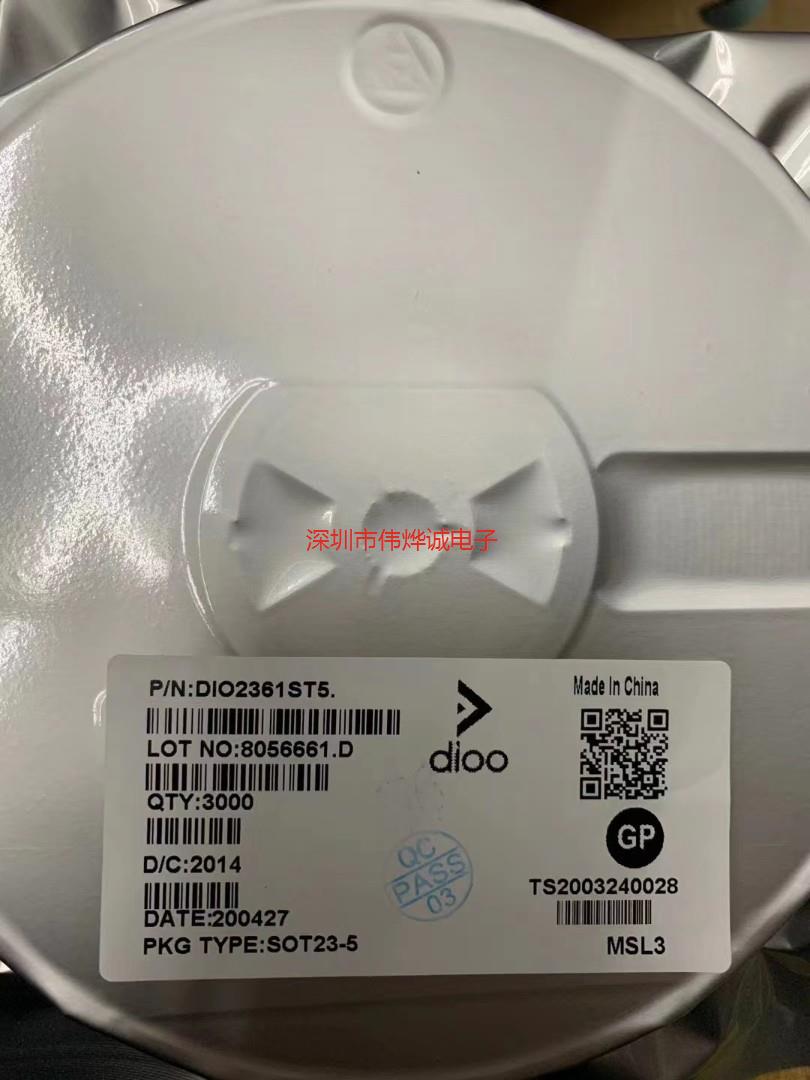 深圳市伟烨诚电子
P/N:DIO2361ST5.
LOT NO:8056661.D
QTY:3000
D/C:2014
DATE:200427
PKG TYPE:SOT23-5
dioo
QC
PASS
03
Made In China
GP
TS2003240028
MSL3